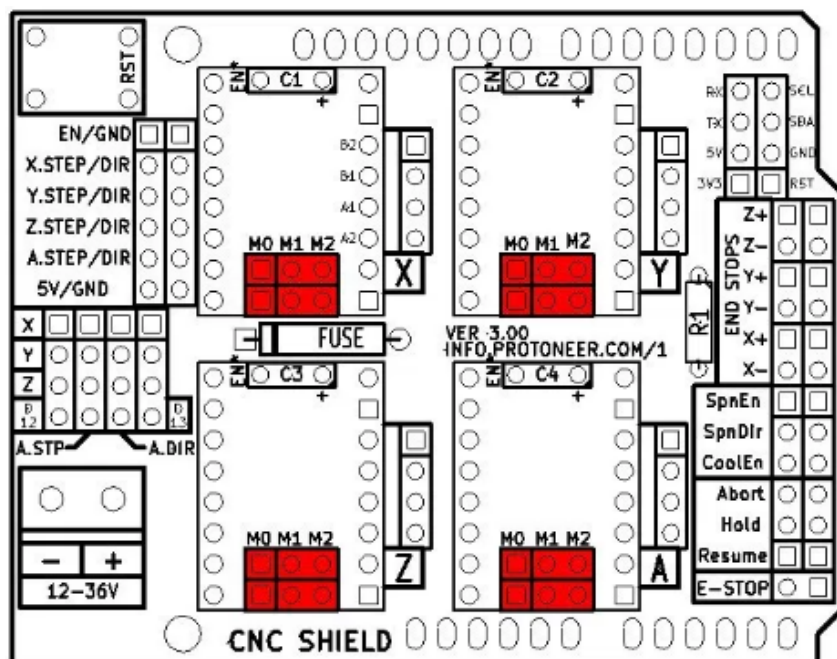 RST
EN*
C1
+
EN*
C2
+
EN/GND
X.STEP/DIR
Y.STEP/DIR
Z.STEP/DIR
A.STEP/DIR
5V/GND
B2
B1
A1
A2
M0 M1 M2
X
M0 M1 M2
Y
RX SCL
TX SDA
5V GND
3V3 RST
END STOPS
Z+
Z-
Y+
Y-
X+
X-
R1
FUSE
VER 3.00
INFO.PROTONEER.COM/1
X
Y
Z
D 12
D 13
A.STP
A.DIR
EN*
C3
+
EN*
C4
+
M0 M1 M2
Z
M0 M1 M2
A
SpnEn
SpnDir
CoolEn
Abort
Hold
Resume
E-STOP
- +
12-36V
CNC SHIELD